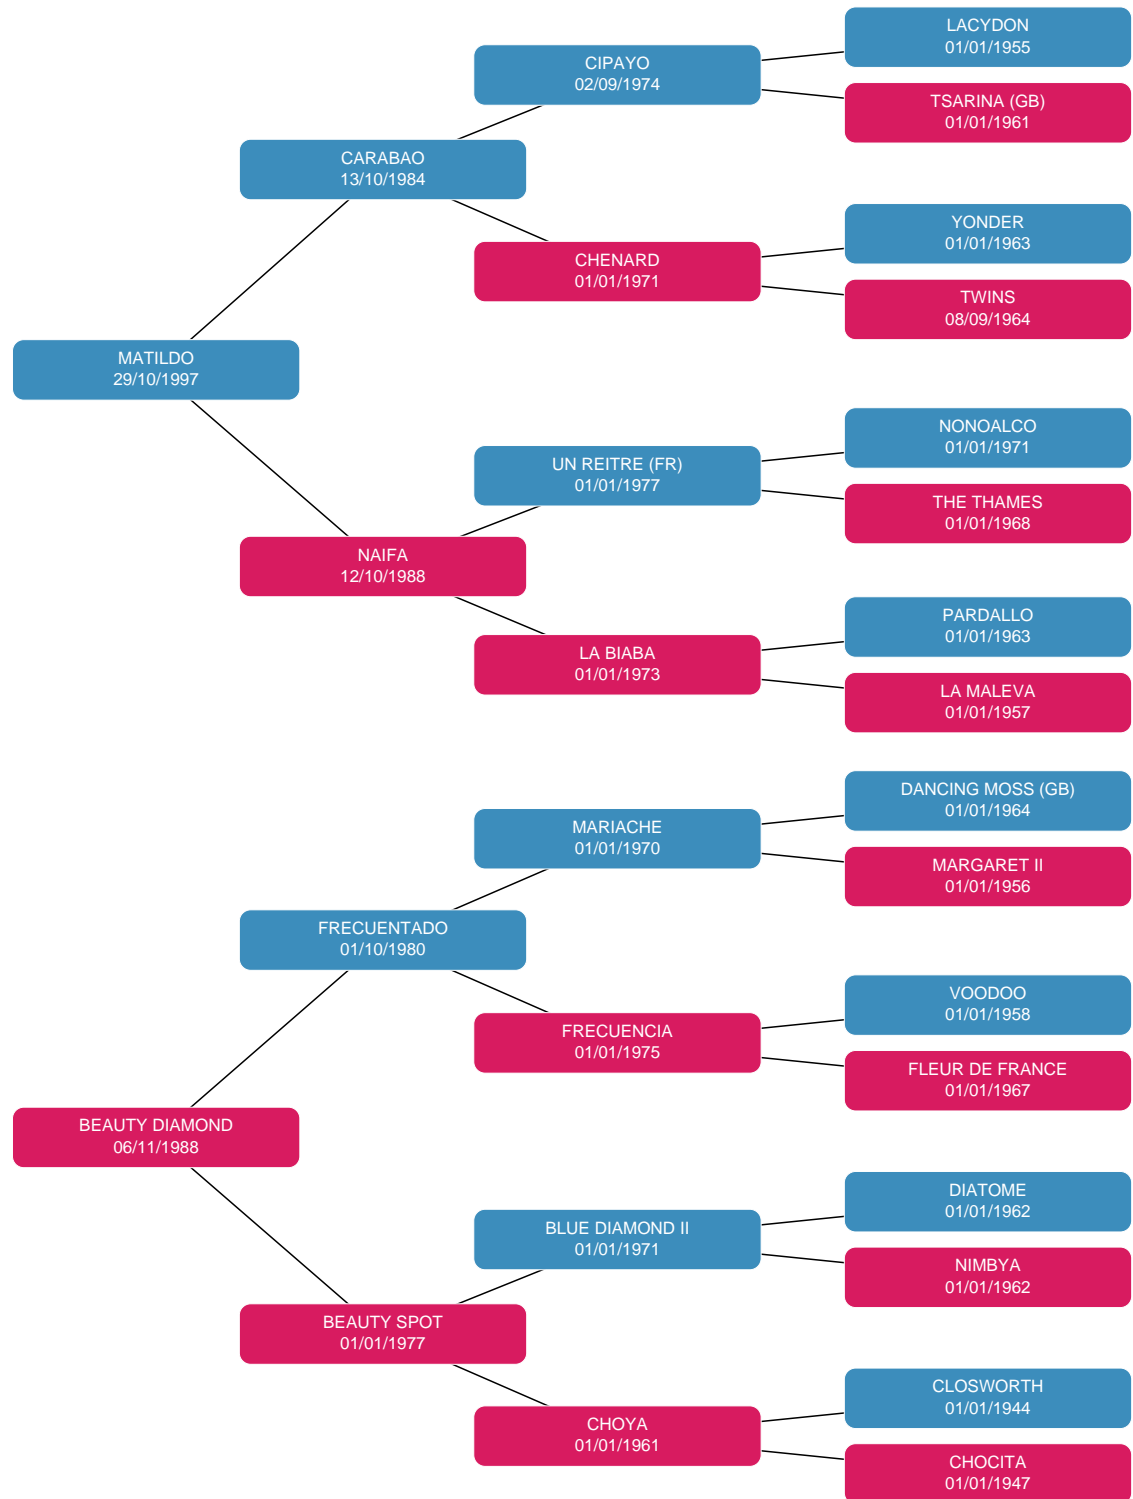 LACYDON
01/01/1955
CIPAYO
02/09/1974
TSARINA (GB)
01/01/1961
CARABAO
13/10/1984
YONDER
01/01/1963
CHENARD
01/01/1971
TWINS
08/09/1964
MATILDO
29/10/1997
NONOALCO
01/01/1971
UN REITRE (FR)
01/01/1977
THE THAMES
01/01/1968
NAIFA
12/10/1988
PARDALLO
01/01/1963
LA BIABA
01/01/1973
LA MALEVA
01/01/1957
DANCING MOSS (GB)
01/01/1964
MARIACHE
01/01/1970
MARGARET II
01/01/1956
FRECUENTADO
01/10/1980
VOODOO
01/01/1958
FRECUENCIA
01/01/1975
FLEUR DE FRANCE
01/01/1967
BEAUTY DIAMOND
06/11/1988
DIATOME
01/01/1962
BLUE DIAMOND II
01/01/1971
NIMBYA
01/01/1962
BEAUTY SPOT
01/01/1977
CLOSWORTH
01/01/1944
CHOYA
01/01/1961
CHOCITA
01/01/1947